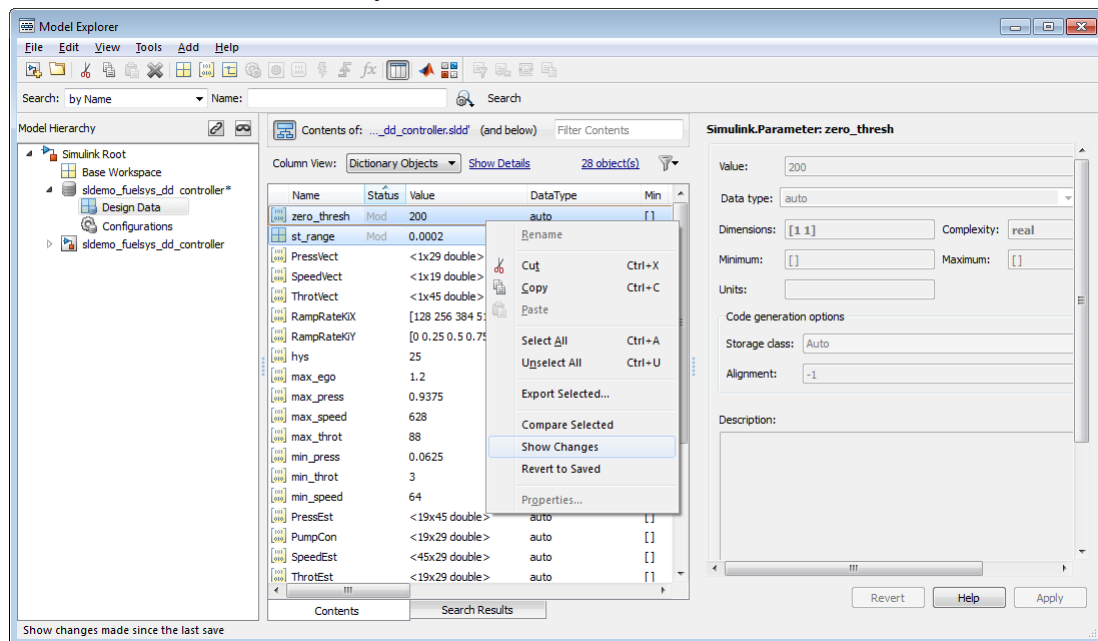 Model Explorer
File Edit View Tools Add Help
Search: by Name Name: Search
Model Hierarchy
Simulink Root
Base Workspace
sldemo_fuelsys_dd_controller*
Design Data
Configurations
sldemo_fuelsys_dd_controller
Contents of: ..._dd_controller.sldd' (and below) Filter Contents
Column View: Dictionary Objects Show Details 28 object(s)
Name Status Value DataType Min
zero_thresh Mod 200 auto []
st_range Mod 0.0002
PressVect <1x29 double>
SpeedVect <1x19 double>
ThrotVect <1x45 double>
RampRateKiX [128 256 384 51
RampRateKiY [0 0.25 0.5 0.75
hys 25
max_ego 1.2
max_press 0.9375
max_speed 628
max_throt 88
min_press 0.0625
min_throt 3
min_speed 64
PressEst <19x45 double> auto []
PumpCon <19x29 double> auto []
SpeedEst <45x29 double> auto []
ThrotEst <19x29 double> auto []
Contents Search Results
Rename
Cut Ctrl+X
Copy Ctrl+C
Paste
Select All Ctrl+A
Unselect All Ctrl+U
Export Selected...
Compare Selected
Show Changes
Revert to Saved
Properties...
Simulink.Parameter: zero_thresh
Value: 200
Data type: auto
Dimensions: [1 1] Complexity: real
Minimum: [] Maximum: []
Units:
Code generation options
Storage class: Auto
Alignment: -1
Description:
Revert Help Apply
Show changes made since the last save